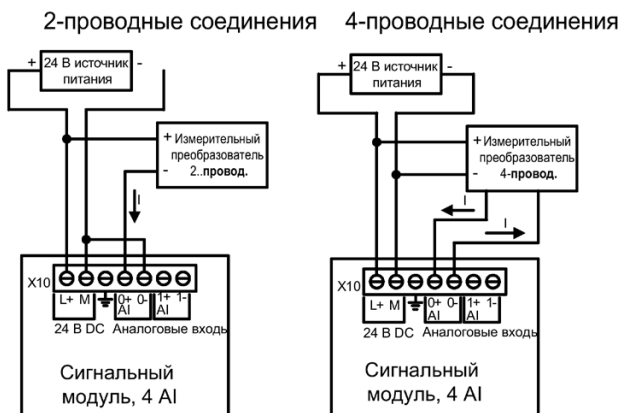 2-проводные соединения
4-проводные соединения
+ 24 В источник -
питания
+ 24 В источник -
питания
+ Измерительный
преобразователь
- 2..провод.
+ Измерительный
преобразователь
- 4-провод.
I
I
I
X10
L+ M 0+ 0- 1+ 1-
AI AI
24 В DC Аналоговые входы
X10
L+ M 0+ 0- 1+ 1-
AI AI
24 В DC Аналоговые входы
Сигнальный
модуль, 4 AI
Сигнальный
модуль, 4 AI